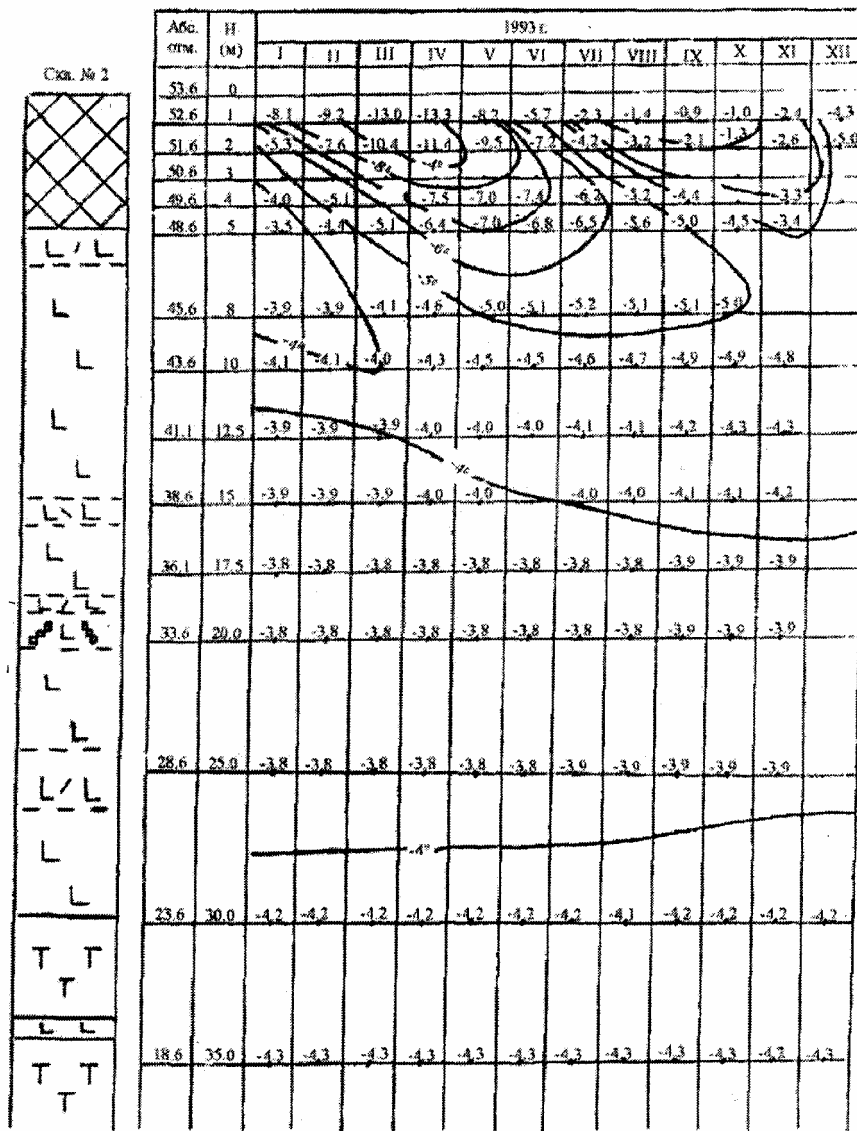 Абс. отм. Н (м) 1993 г.
I II III IV V VI VII VIII IX X XI XII
Скв. № 2
53.6 0
52.6 1 -8.1 -9.2 -13.0 -13.3 -8.2 -5.7 -2.3 -1.4 -0.9 -1.0 -2.4 -4.3
51.6 2 -5.3 -7.6 -10.4 -11.4 -9.5 -7.2 -4.2 -3.2 -2.1 -1.3 -2.6 -5.0
50.6 3
49.6 4 -4.0 -5.1 -7.5 -7.0 -7.4 -6.2 -3.2 -4.4 -3.3
48.6 5 -3.5 -4.4 -5.1 -6.4 -7.0 -6.8 -6.5 -5.6 -5.0 -4.5 -3.4
45.6 8 -3.9 -3.9 -4.1 -4.6 -5.0 -5.1 -5.2 -5.1 -5.1 -5.0
43.6 10 -4.1 -4.1 -4.0 -4.3 -4.5 -4.5 -4.6 -4.7 -4.9 -4.9 -4.8
41.1 12.5 -3.9 -3.9 -3.9 -4.0 -4.0 -4.0 -4.1 -4.1 -4.2 -4.3 -4.3
38.6 15 -3.9 -3.9 -3.9 -4.0 -4.0 -4.0 -4.0 -4.1 -4.1 -4.2
36.1 17.5 -3.8 -3.8 -3.8 -3.8 -3.8 -3.8 -3.8 -3.8 -3.9 -3.9 -3.9
33.6 20.0 -3.8 -3.8 -3.8 -3.8 -3.8 -3.8 -3.8 -3.8 -3.9 -3.9 -3.9
28.6 25.0 -3.8 -3.8 -3.8 -3.8 -3.8 -3.8 -3.9 -3.9 -3.9 -3.9 -3.9
-4°
23.6 30.0 -4.2 -4.2 -4.2 -4.2 -4.2 -4.2 -4.2 -4.1 -4.2 -4.2 -4.2 -4.2
18.6 35.0 -4.3 -4.3 -4.3 -4.3 -4.3 -4.3 -4.3 -4.3 -4.3 -4.3 -4.2 -4.3